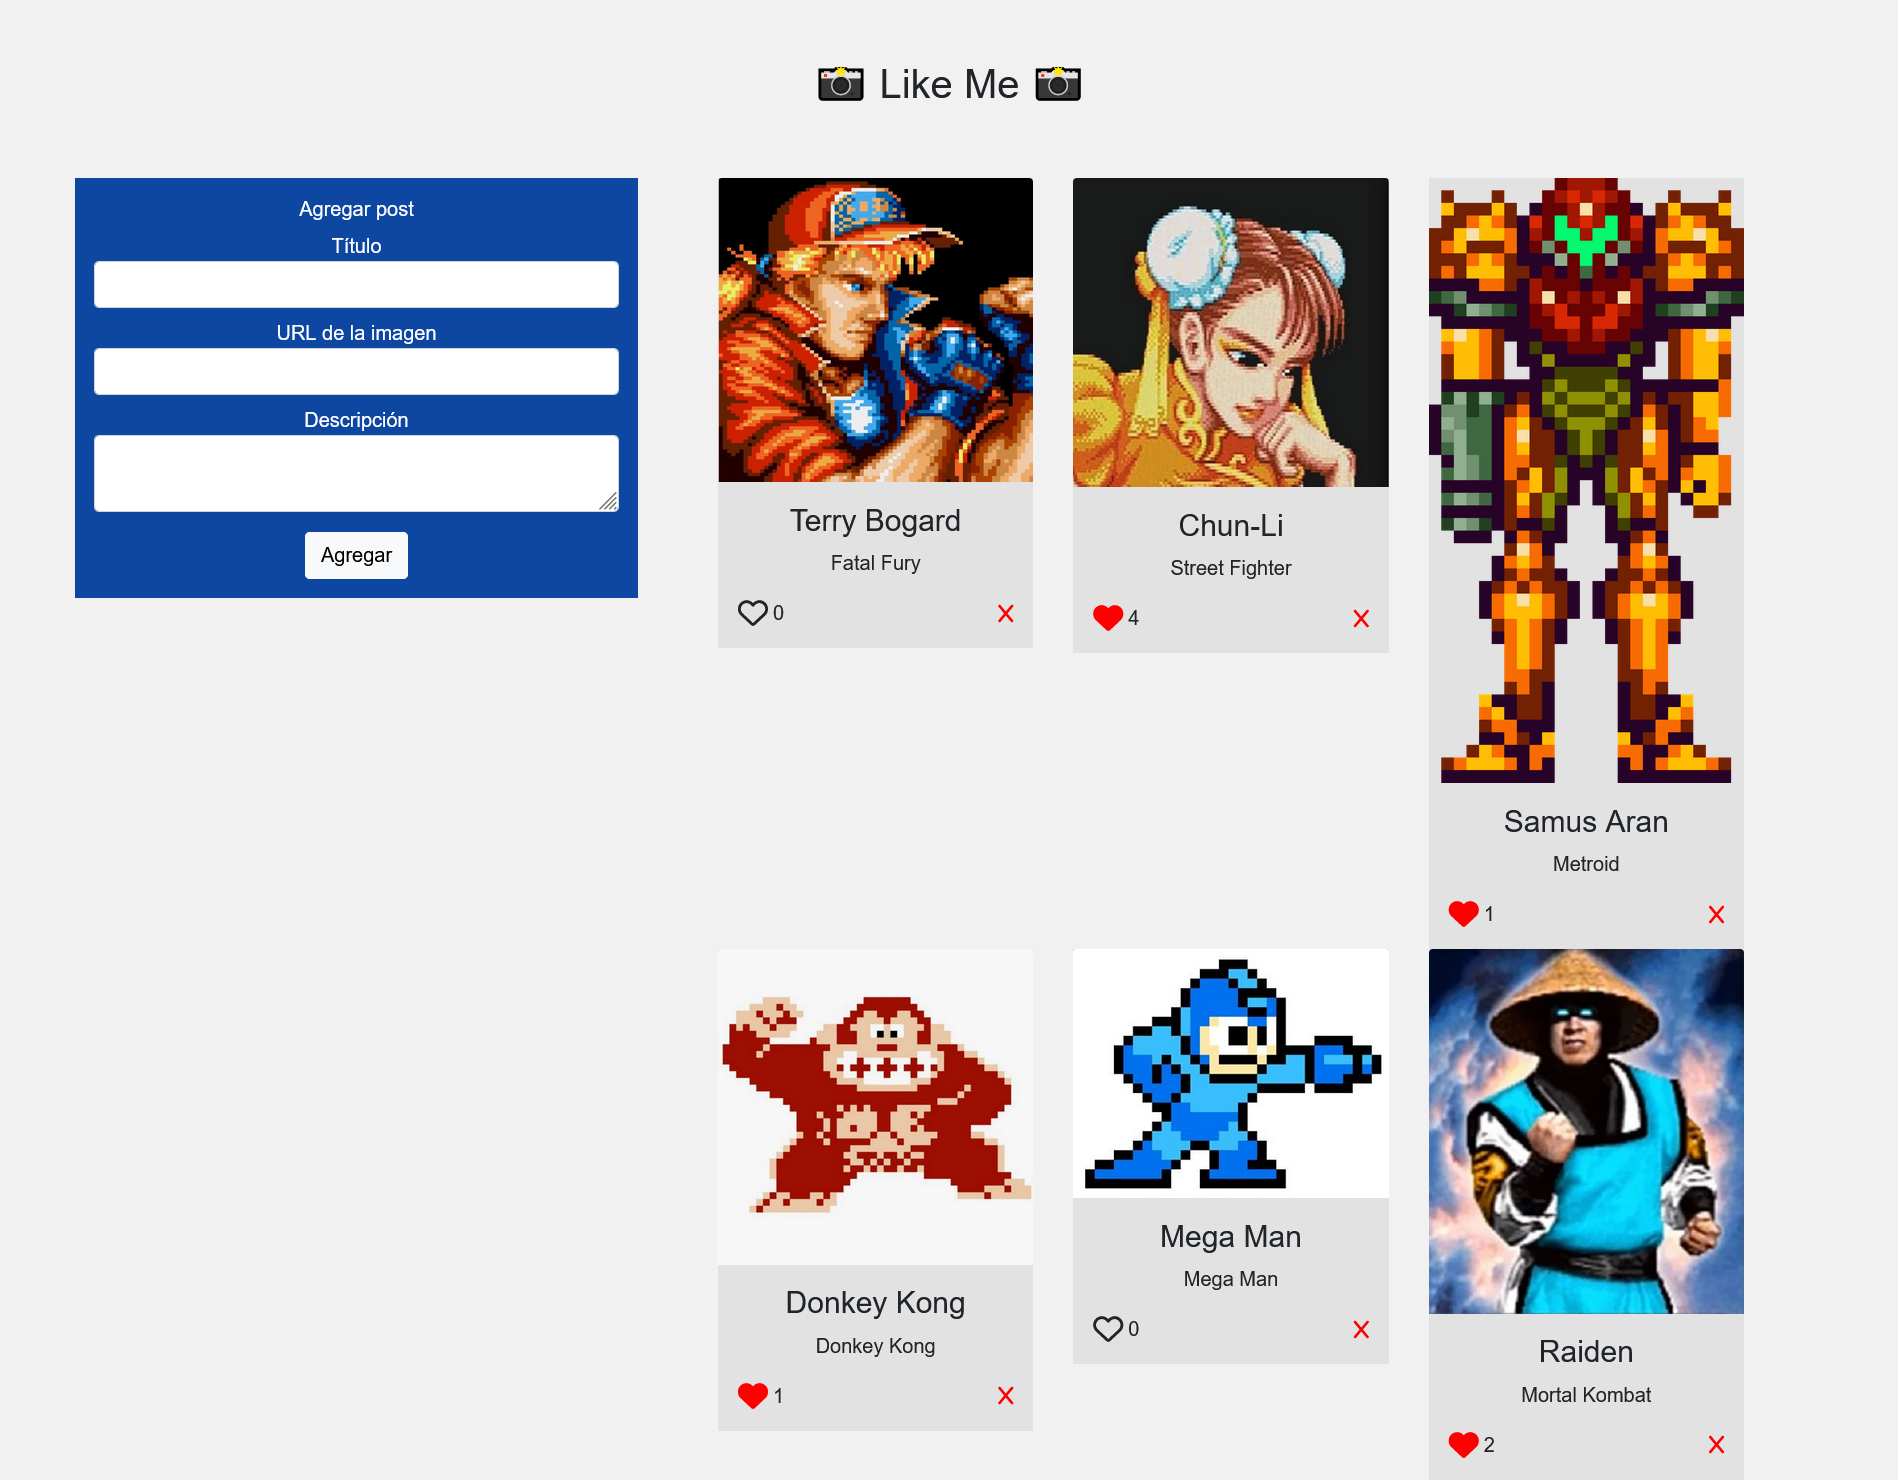 Like Me
Agregar post
Título
URL de la imagen
Descripción
Agregar
Terry Bogard
Fatal Fury
0
Chun-Li
Street Fighter
4
Samus Aran
Metroid
1
Donkey Kong
Donkey Kong
1
Mega Man
Mega Man
0
Raiden
Mortal Kombat
2